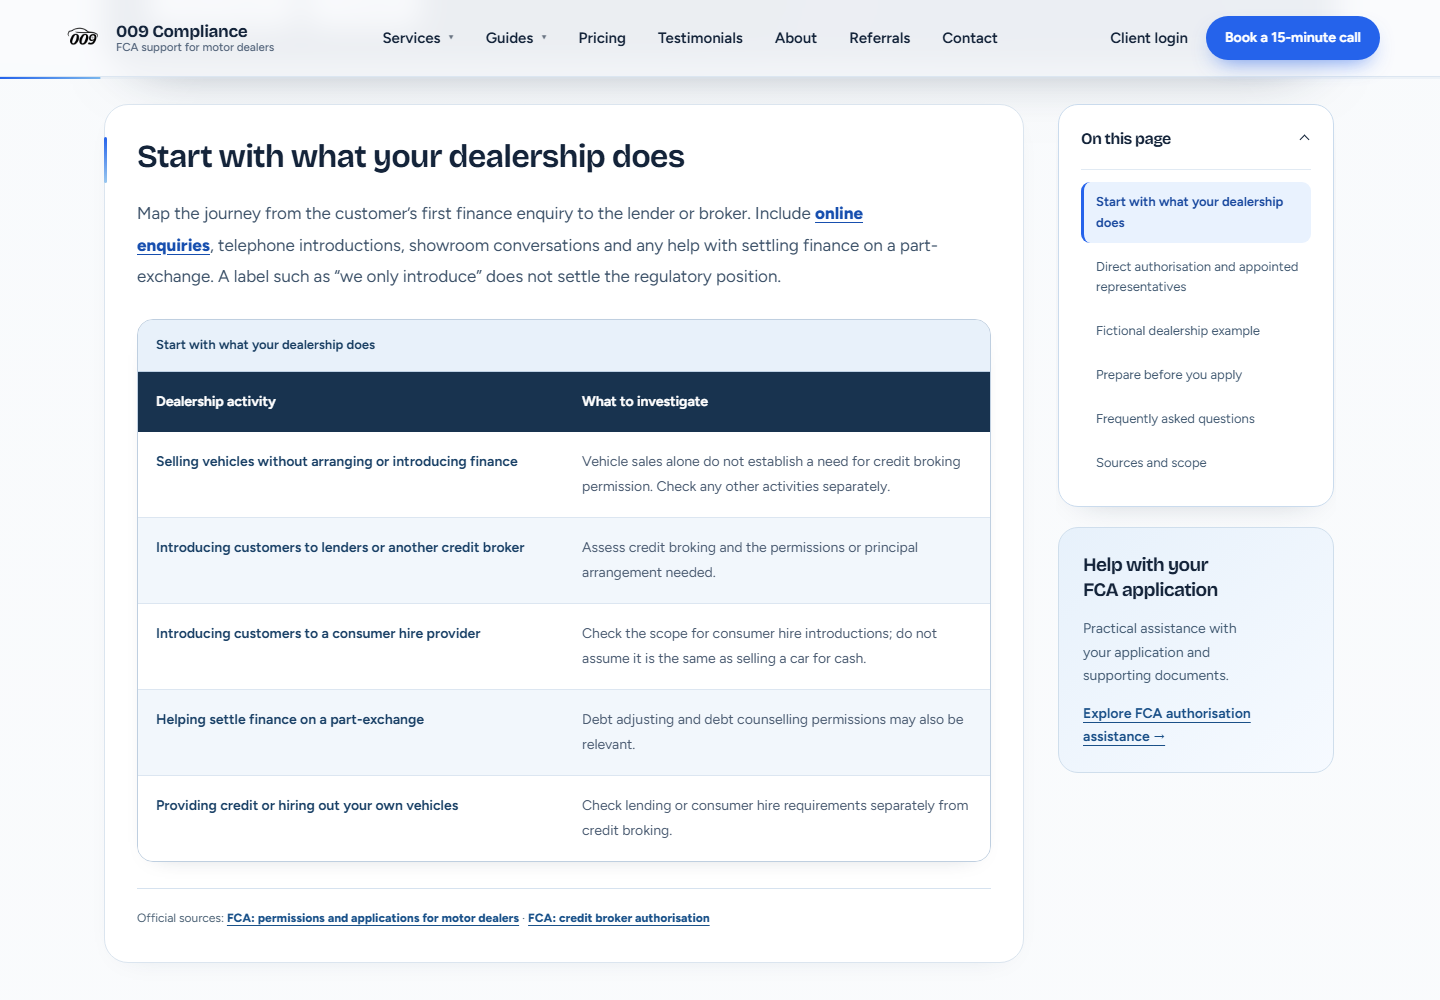 009
009 Compliance
FCA support for motor dealers
Services
Guides
Pricing
Testimonials
About
Referrals
Contact
Client login
Book a 15-minute call
Start with what your dealership does
Map the journey from the customer’s first finance enquiry to the lender or broker. Include online
enquiries, telephone introductions, showroom conversations and any help with settling finance on a part-
exchange. A label such as “we only introduce” does not settle the regulatory position.
Start with what your dealership does
Dealership activity
What to investigate
Selling vehicles without arranging or introducing finance
Vehicle sales alone do not establish a need for credit broking
permission. Check any other activities separately.
Introducing customers to lenders or another credit broker
Assess credit broking and the permissions or principal
arrangement needed.
Introducing customers to a consumer hire provider
Check the scope for consumer hire introductions; do not
assume it is the same as selling a car for cash.
Helping settle finance on a part-exchange
Debt adjusting and debt counselling permissions may also be
relevant.
Providing credit or hiring out your own vehicles
Check lending or consumer hire requirements separately from
credit broking.
Official sources: FCA: permissions and applications for motor dealers · FCA: credit broker authorisation
On this page
Start with what your dealership
does
Direct authorisation and appointed
representatives
Fictional dealership example
Prepare before you apply
Frequently asked questions
Sources and scope
Help with your
FCA application
Practical assistance with
your application and
supporting documents.
Explore FCA authorisation
assistance →